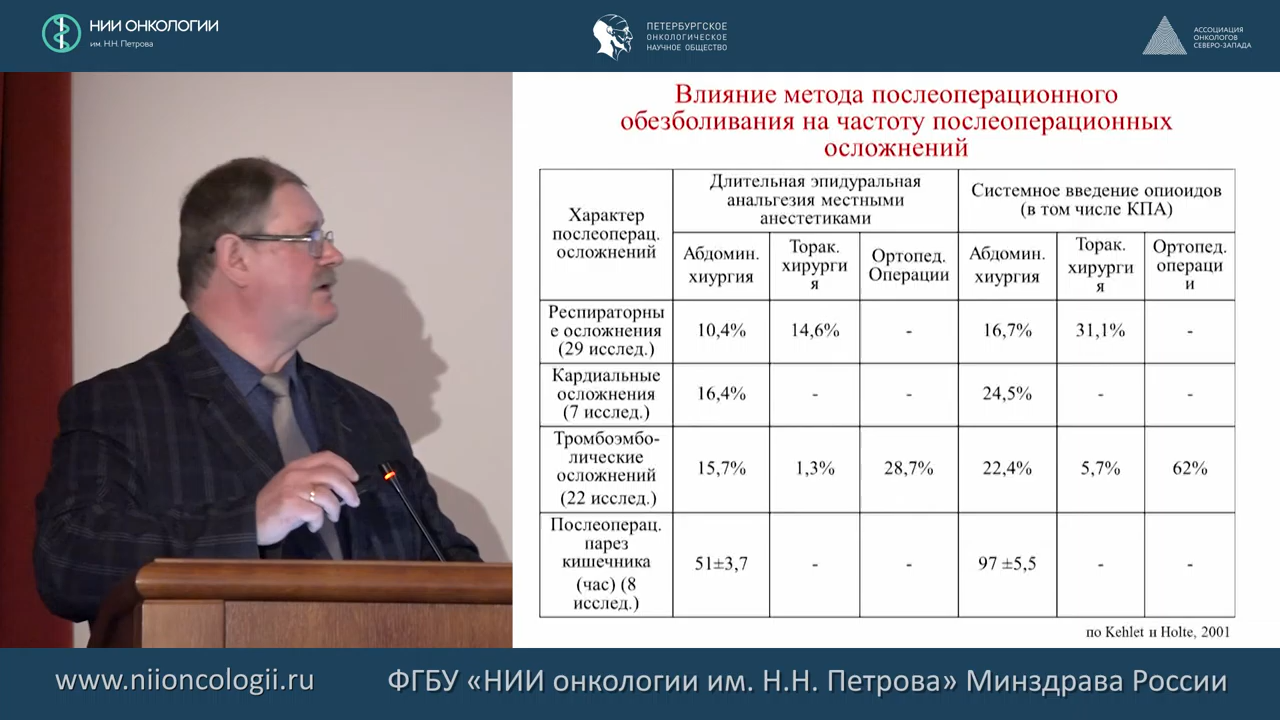 НИИ ОНКОЛОГИИ
им. Н.Н. Петрова
ПЕТЕРБУРГСКОЕ
ОНКОЛОГИЧЕСКОЕ
НАУЧНОЕ ОБЩЕСТВО
АССОЦИАЦИЯ
ОНКОЛОГОВ
СЕВЕРО-ЗАПАДА
Влияние метода послеоперационного
обезболивания на частоту послеоперационных
осложнений
Характер
послеоперац.
осложнений
Длительная эпидуральная
анальгезия местными
анестетиками
Системное введение опиоидов
(в том числе КПА)
Абдомин.
хиургия
Торак.
хирурги
я
Ортопед.
Операции
Абдомин.
хиургия
Торак.
хирурги
я
Ортопед.
операци
и
Респираторны
е осложнения
(29 исслед.)
10,4%
14,6%
-
16,7%
31,1%
-
Кардиальные
осложнения
(7 исслед.)
16,4%
-
-
24,5%
-
-
Тромбоэмбо-
лические
осложнений
(22 исслед.)
15,7%
1,3%
28,7%
22,4%
5,7%
62%
Послеоперац.
парез
кишечника
(час) (8
исслед.)
51±3,7
-
-
97 ±5,5
-
-
по Kehlet и Holte, 2001
www.niioncologii.ru
ФГБУ «НИИ онкологии им. Н.Н. Петрова» Минздрава России